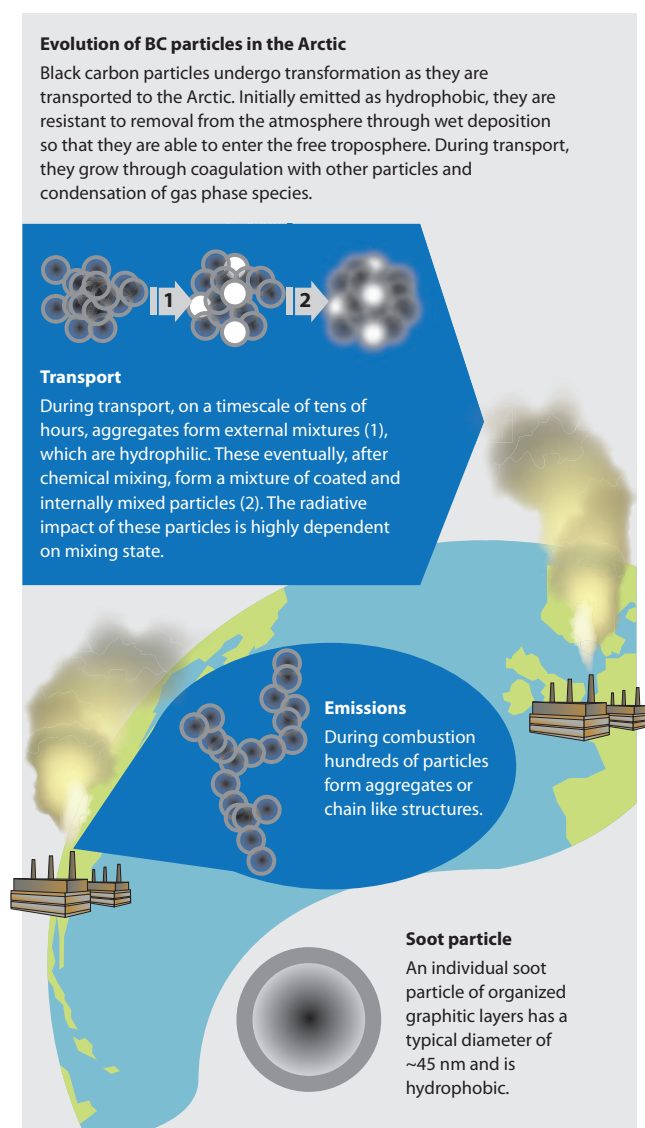 Evolution of BC particles in the Arctic
Black carbon particles undergo transformation as they are
transported to the Arctic. Initially emitted as hydrophobic, they are
resistant to removal from the atmosphere through wet deposition
so that they are able to enter the free troposphere. During transport,
they grow through coagulation with other particles and
condensation of gas phase species.
1
2
Transport
During transport, on a timescale of tens of
hours, aggregates form external mixtures (1),
which are hydrophilic. These eventually, after
chemical mixing, form a mixture of coated and
internally mixed particles (2). The radiative
impact of these particles is highly dependent
on mixing state.
Emissions
During combustion
hundreds of particles
form aggregates or
chain like structures.
Soot particle
An individual soot
particle of organized
graphitic layers has a
typical diameter of
~45 nm and is
hydrophobic.